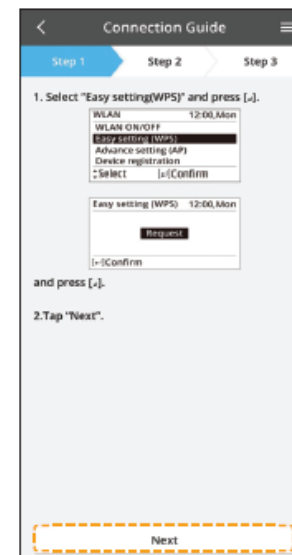 Connection Guide
Step 1 Step 2 Step 3
1. Select "Easy setting(WPS)" and press [↵].
WLAN 12:00,Mon
WLAN ON/OFF
Easy setting (WPS)
Advance setting (AP)
Device registration
Select [↵]Confirm
Easy setting (WPS) 12:00,Mon
Request
[↵]Confirm
and press [↵].
2.Tap "Next".
Next